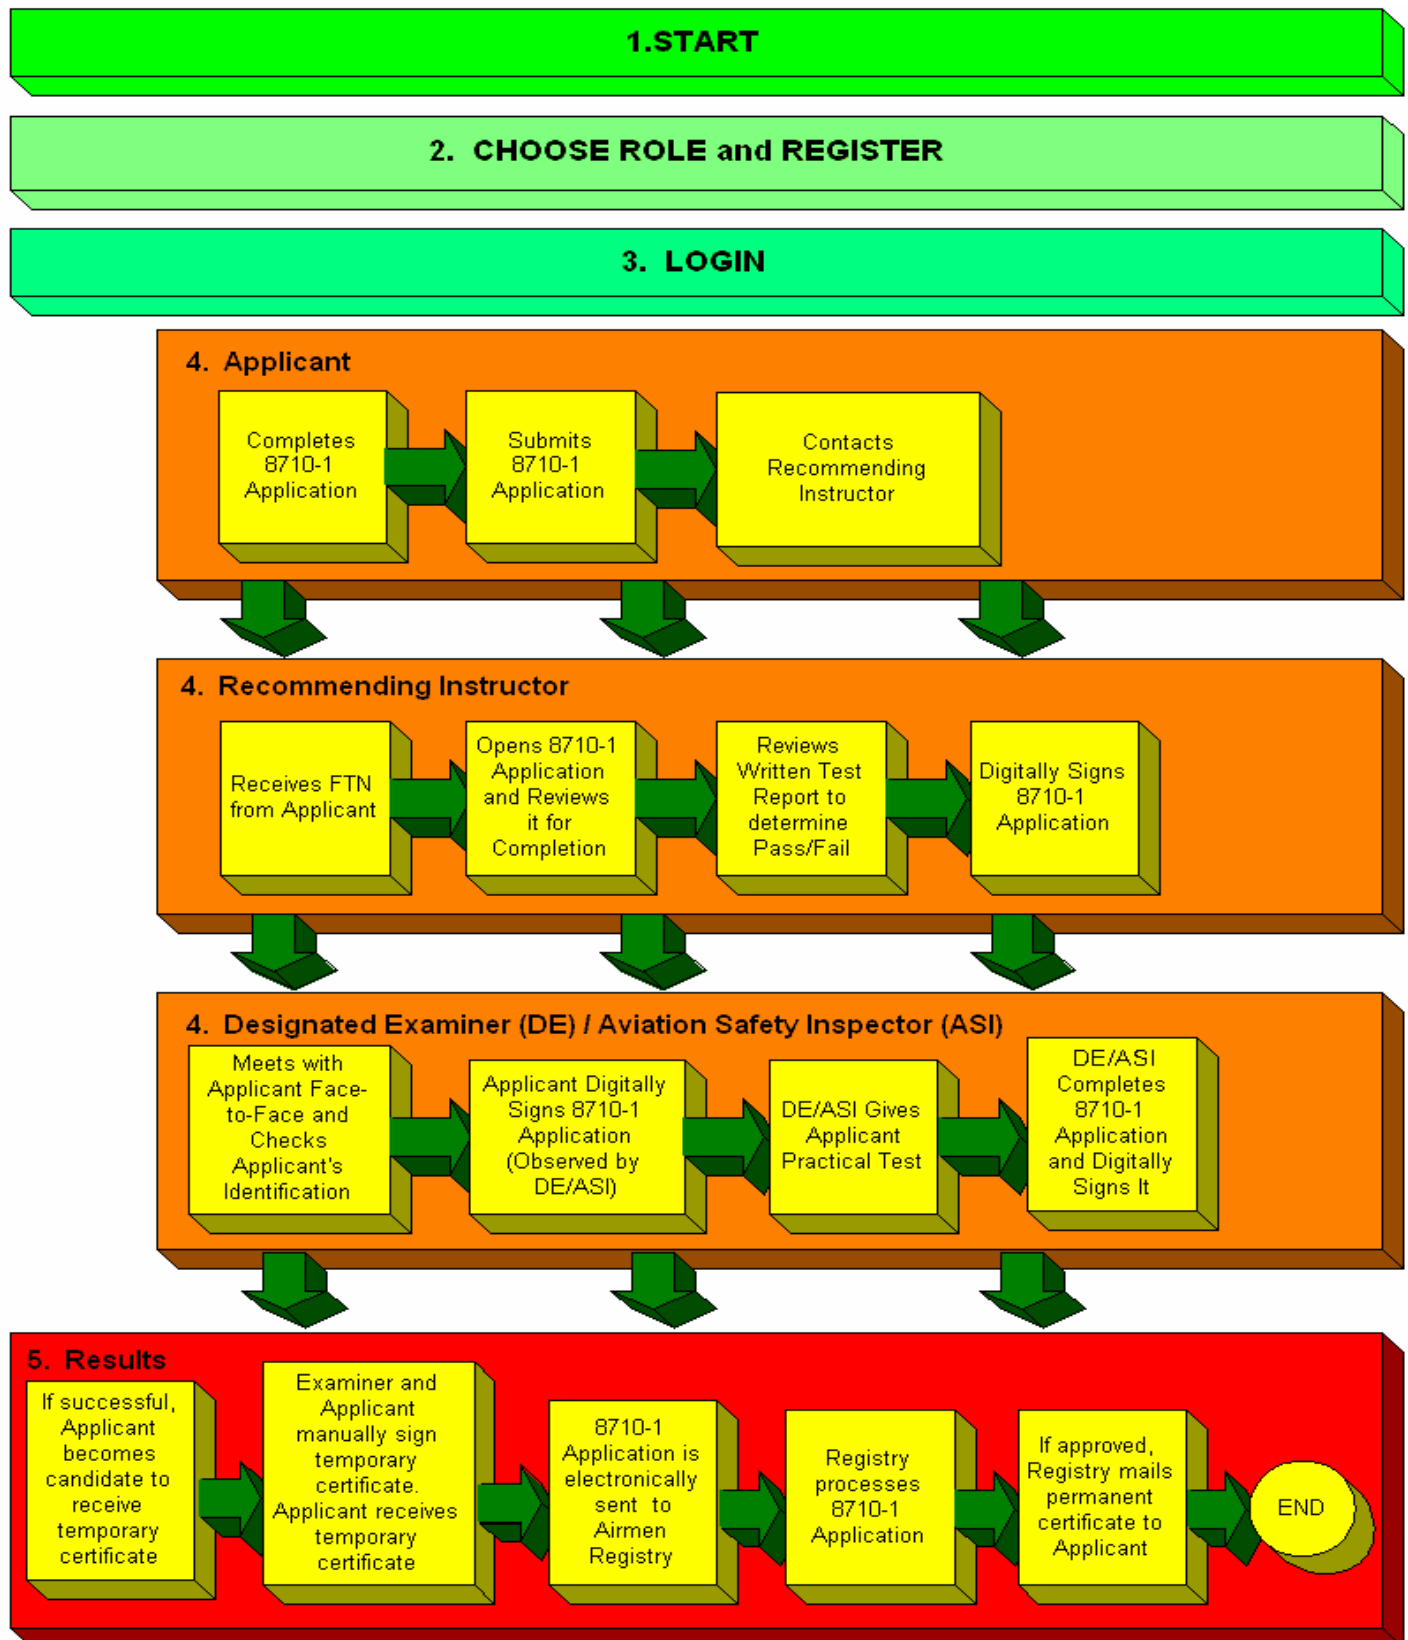 1.START
2. CHOOSE ROLE and REGISTER
3. LOGIN
4. Applicant
Completes
8710-1
Application
Submits
8710-1
Application
Contacts
Recommending
Instructor
4. Recommending Instructor
Receives FTN
from Applicant
Opens 8710-1
Application
and Reviews
it for
Completion
Reviews
Written Test
Report to
determine
Pass/Fail
Digitally Signs
8710-1
Application
4. Designated Examiner (DE) / Aviation Safety Inspector (ASI)
Meets with
Applicant Face-
to-Face and
Checks
Applicant's
Identification
Applicant Digitally
Signs 8710-1
Application
(Observed by
DE/ASI)
DE/ASI Gives
Applicant
Practical Test
DE/ASI
Completes
8710-1
Application
and Digitally
Signs It
5. Results
If successful,
Applicant
becomes
candidate to
receive
temporary
certificate
Examiner and
Applicant
manually sign
temporary
certificate.
Applicant receives
temporary
certificate
8710-1
Application is
electronically
sent to
Airmen
Registry
Registry
processes
8710-1
Application
If approved,
Registry mails
permanent
certificate to
Applicant
END